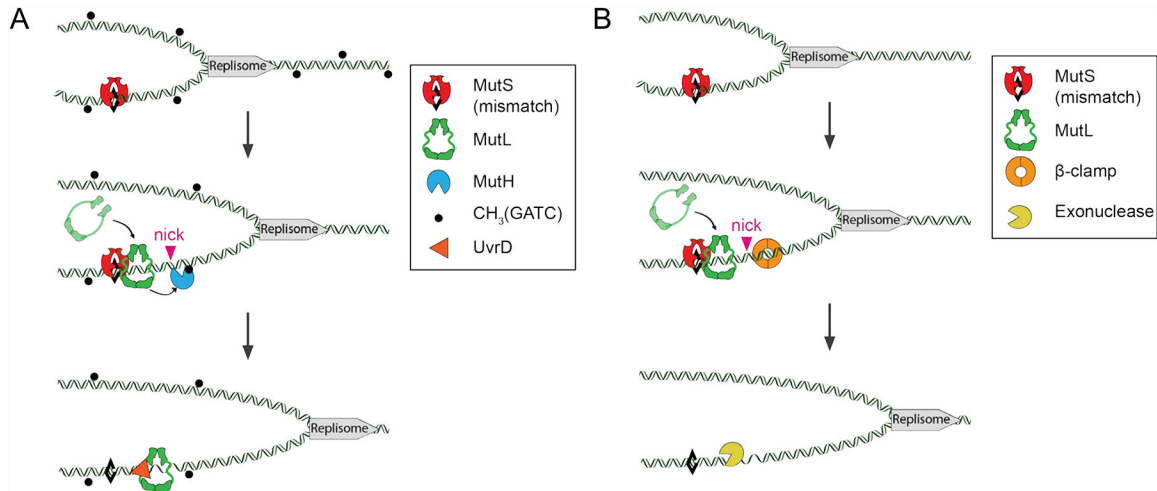 A
B
Replisome
Replisome
MutS
(mismatch)
MutL
MutH
CH3(GATC)
UvrD
MutS
(mismatch)
MutL
β-clamp
Exonuclease
nick
Replisome
nick
Replisome
Replisome
Replisome